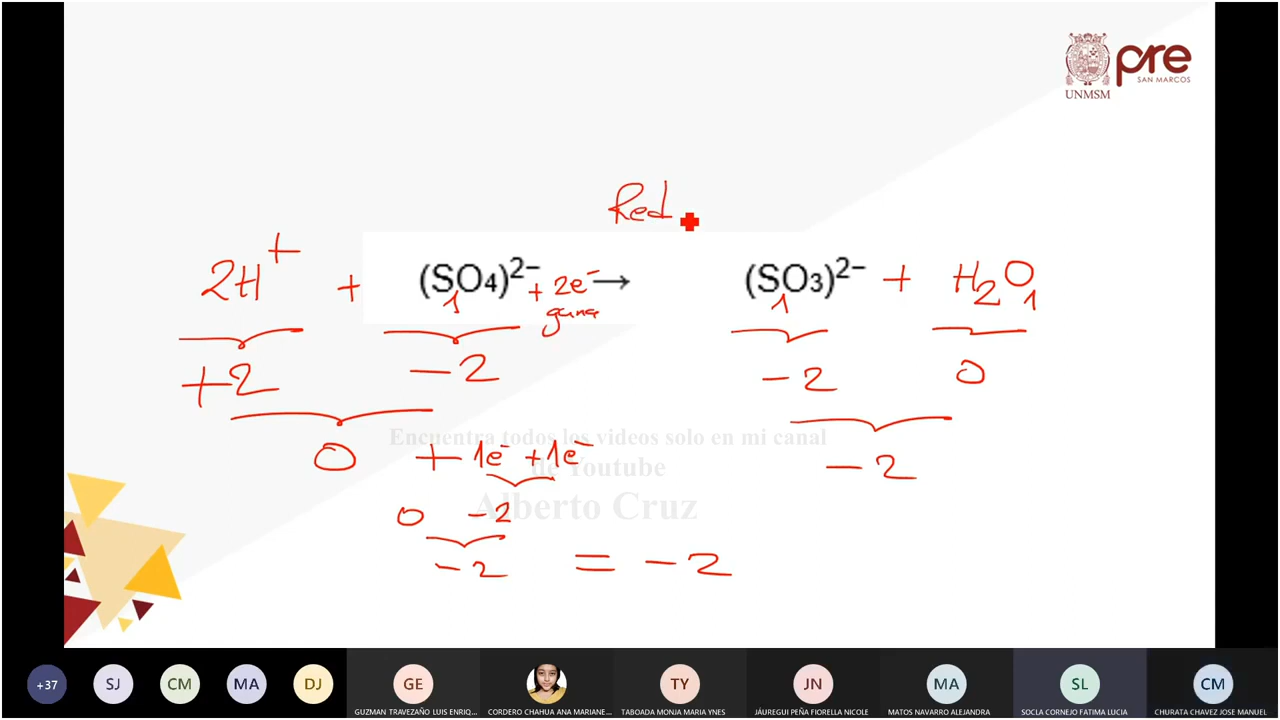 pre
SAN MARCOS
UNMSM
Red
2H+ + (SO4)2− + 2e− → (SO3)2− + H2O
1 gana 1 1
+2 −2 −2 0
0 + 1e− + 1e− −2
0 −2
−2 = −2
Encuentra todos los videos solo en mi canal
de Youtube
Alberto Cruz
+37
SJ
CM
MA
DJ
GE
GUZMAN TRAVEZAÑO LUIS ENRIQ...
CORDERO CHAHUA ANA MARIANE...
TY
TABOADA MONJA MARIA YNES
JN
JÁUREGUI PEÑA FIORELLA NICOLE
MA
MATOS NAVARRO ALEJANDRA
SL
SOCLA CORNEJO FATIMA LUCIA
CM
CHURATA CHAVEZ JOSE MANUEL